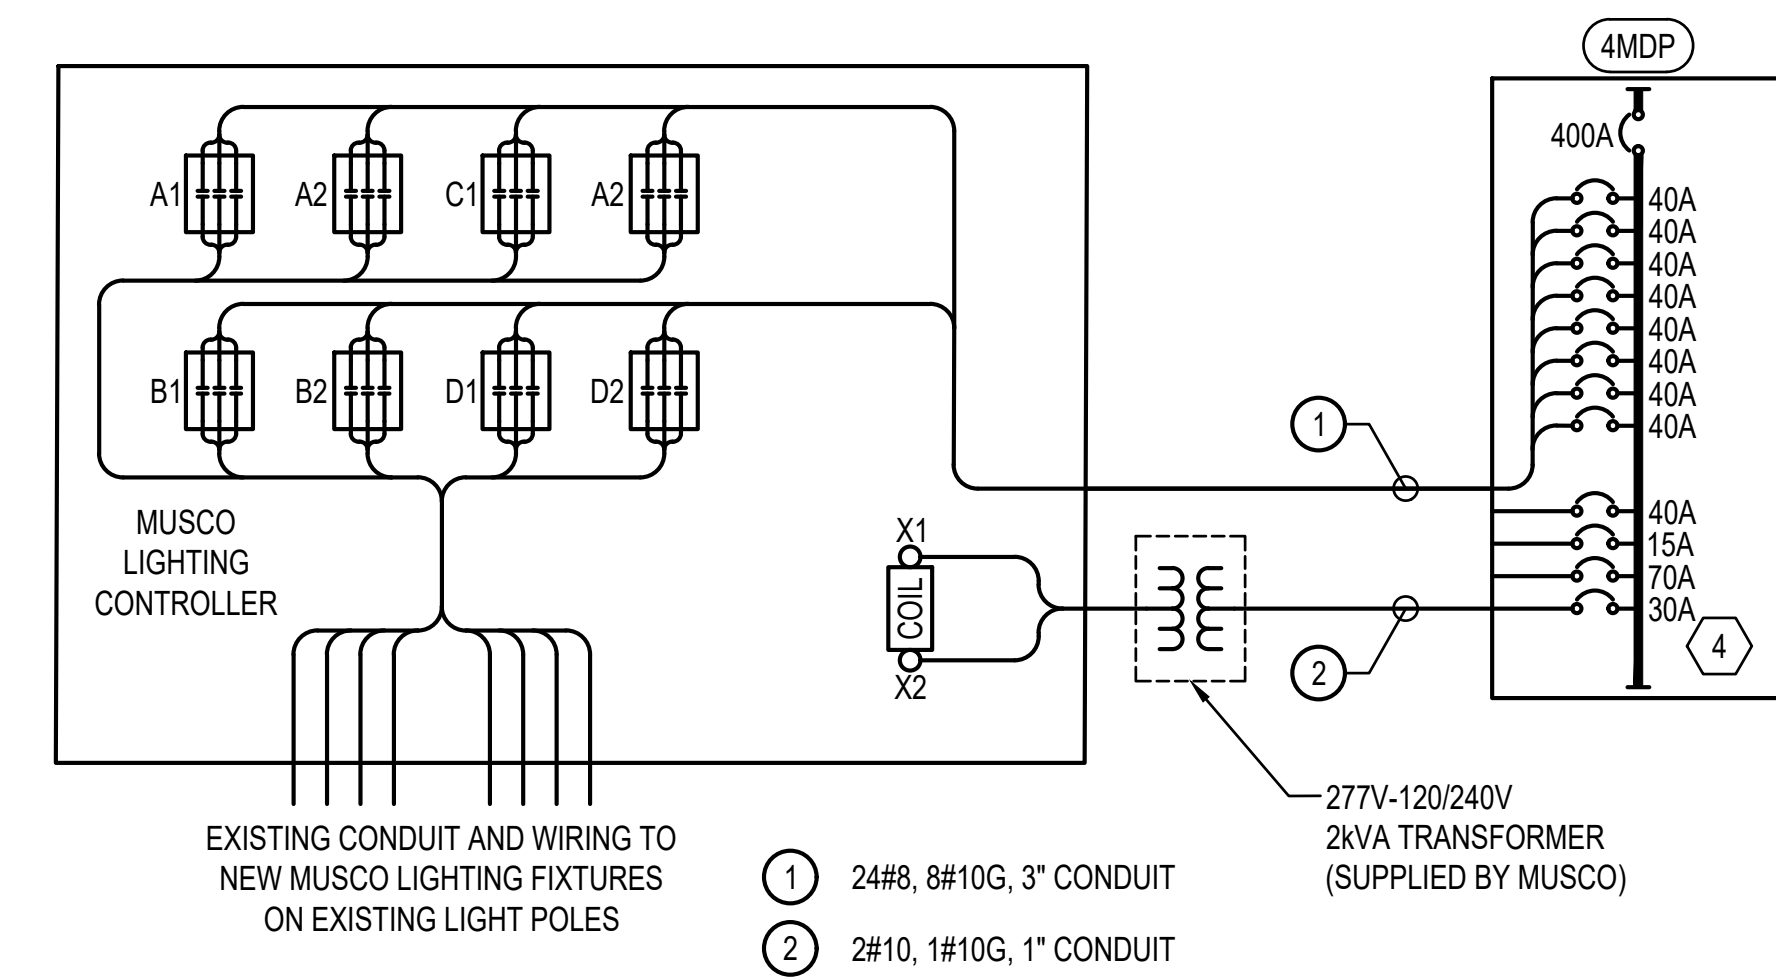 4MDP
400A
A1
A2
C1
A2
40A
40A
40A
40A
40A
40A
40A
40A
B1
B2
D1
D2
1
MUSCO
LIGHTING
CONTROLLER
X1
COIL
X2
40A
15A
70A
30A
4
2
277V-120/240V
2kVA TRANSFORMER
(SUPPLIED BY MUSCO)
EXISTING CONDUIT AND WIRING TO
NEW MUSCO LIGHTING FIXTURES
ON EXISTING LIGHT POLES
1 24#8, 8#10G, 3" CONDUIT
2 2#10, 1#10G, 1" CONDUIT